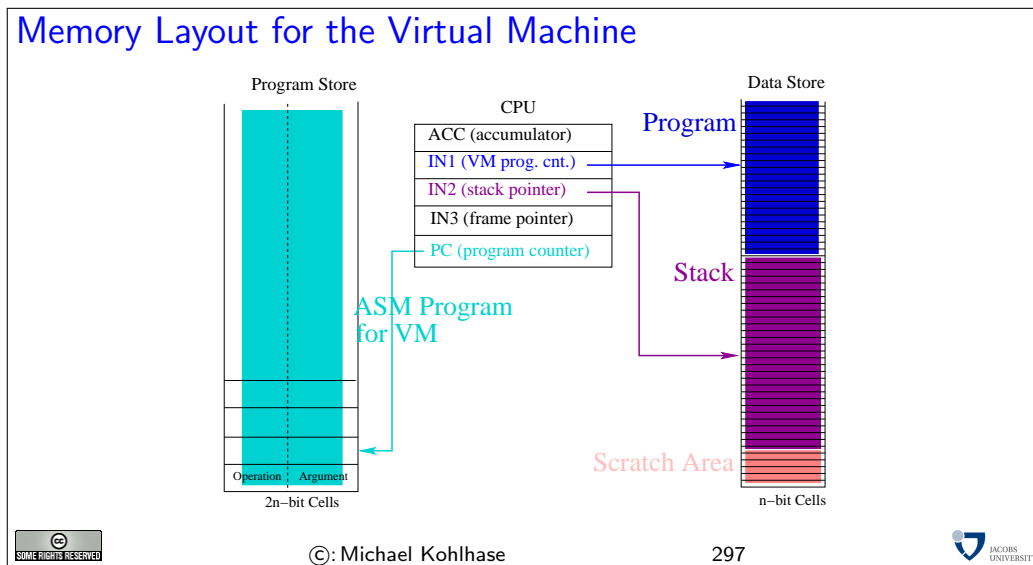 Memory Layout for the Virtual Machine
Program Store
CPU
ACC (accumulator)
IN1 (VM prog. cnt.)
IN2 (stack pointer)
IN3 (frame pointer)
PC (program counter)
ASM Program
for VM
Operation
Argument
2n−bit Cells
Data Store
Program
Stack
Scratch Area
n−bit Cells
cc
SOME RIGHTS RESERVED
©: Michael Kohlhase
297
JACOBS
UNIVERSIT